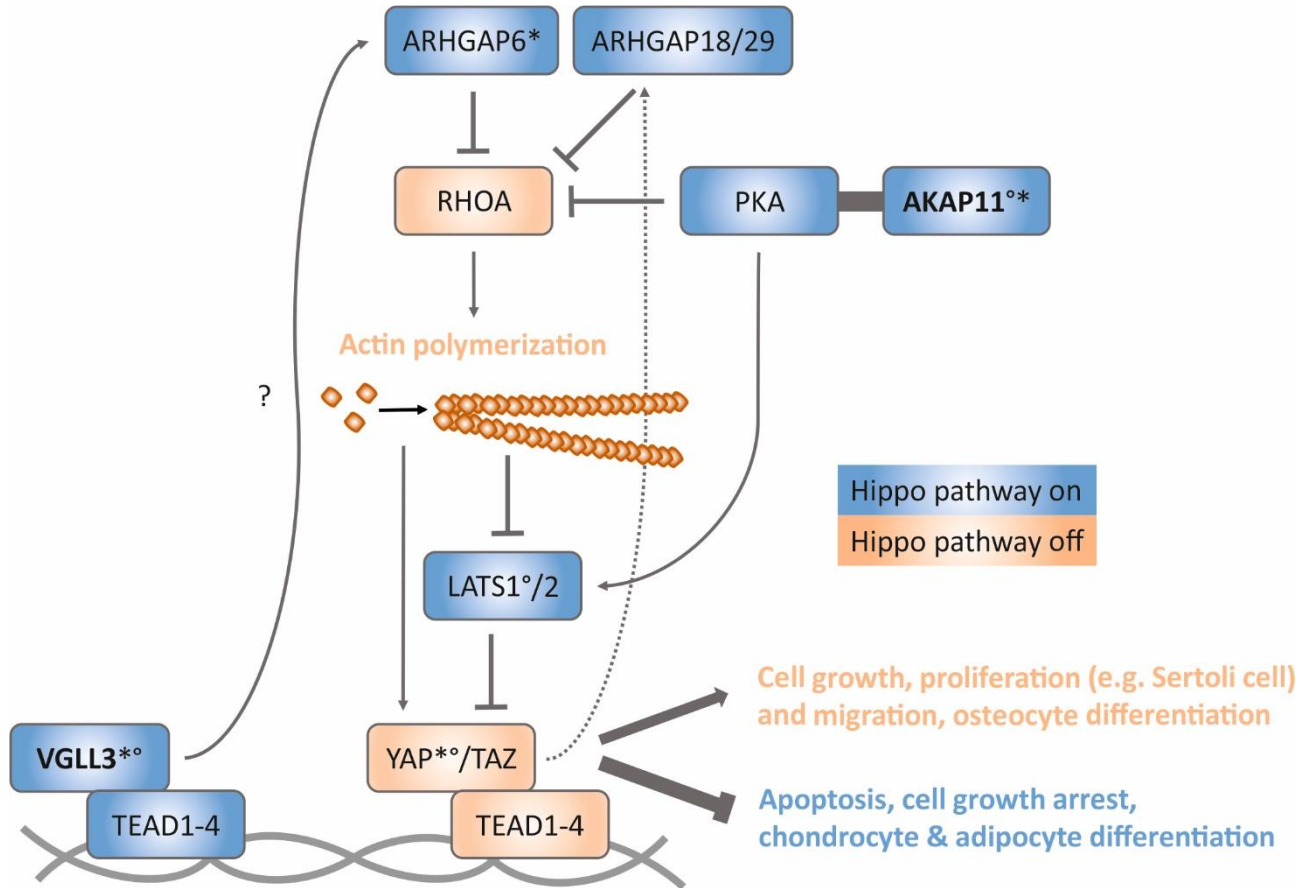 ARHGAP6*
ARHGAP18/29
RHOA
PKA
AKAP11°*
Actin polymerization
?
Hippo pathway on
Hippo pathway off
LATS1°/2
Cell growth, proliferation (e.g. Sertoli cell)
and migration, osteocyte differentiation
VGLL3*°
YAP*°/TAZ
Apoptosis, cell growth arrest,
chondrocyte & adipocyte differentiation
TEAD1-4
TEAD1-4